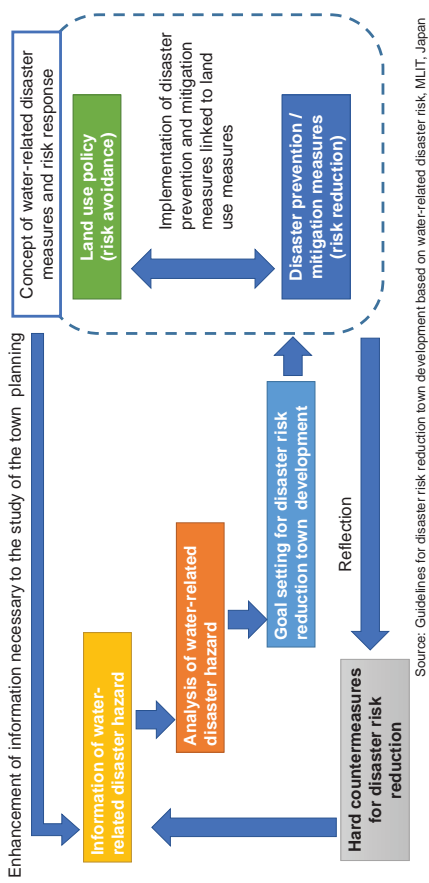 Enhancement of information necessary to the study of the town planning
Concept of water-related disaster
measures and risk response
Information of water-
related disaster hazard
Analysis of water-related
disaster hazard
Goal setting for disaster risk
reduction town development
Land use policy
(risk avoidance)
Implementation of disaster
prevention and mitigation
measures linked to land
use measures
Disaster prevention /
mitigation measures
(risk reduction)
Reflection
Hard countermeasures
for disaster risk
reduction
Source: Guidelines for disaster risk reduction town development based on water-related disaster risk, MLIT, Japan